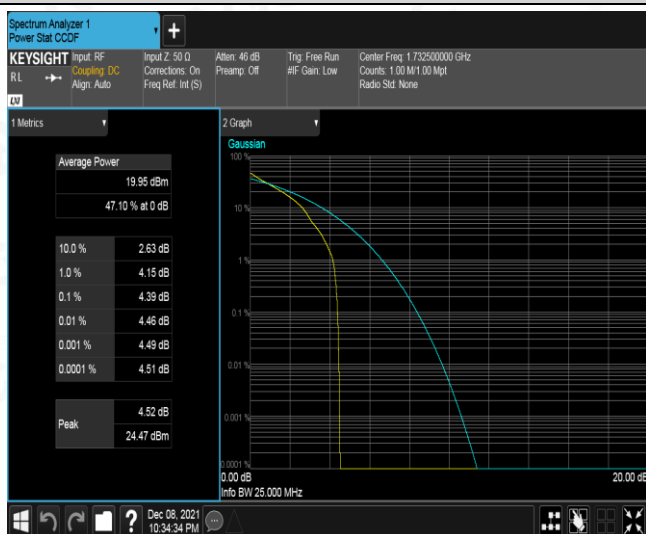 Spectrum Analyzer 1
Power Stat CCDF
+
KEYSIGHT
RL
LXI
Input: RF
Coupling: DC
Align: Auto
Input Z: 50 Ω
Corrections: On
Freq Ref: Int (S)
Atten: 46 dB
Preamp: Off
Trig: Free Run
#IF Gain: Low
Center Freq: 1.732500000 GHz
Counts: 1.00 M/1.00 Mpt
Radio Std: None
1 Metrics
Average Power
19.95 dBm
47.10 % at 0 dB
10.0 % 2.63 dB
1.0 % 4.15 dB
0.1 % 4.39 dB
0.01 % 4.46 dB
0.001 % 4.49 dB
0.0001 % 4.51 dB
Peak
4.52 dB
24.47 dBm
2 Graph
Gaussian
100 %
10 %
1 %
0.1 %
0.01 %
0.001 %
0.0001 %
0.00 dB 20.00 dB
Info BW 25.000 MHz
?
Dec 08, 2021
10:34:34 PM